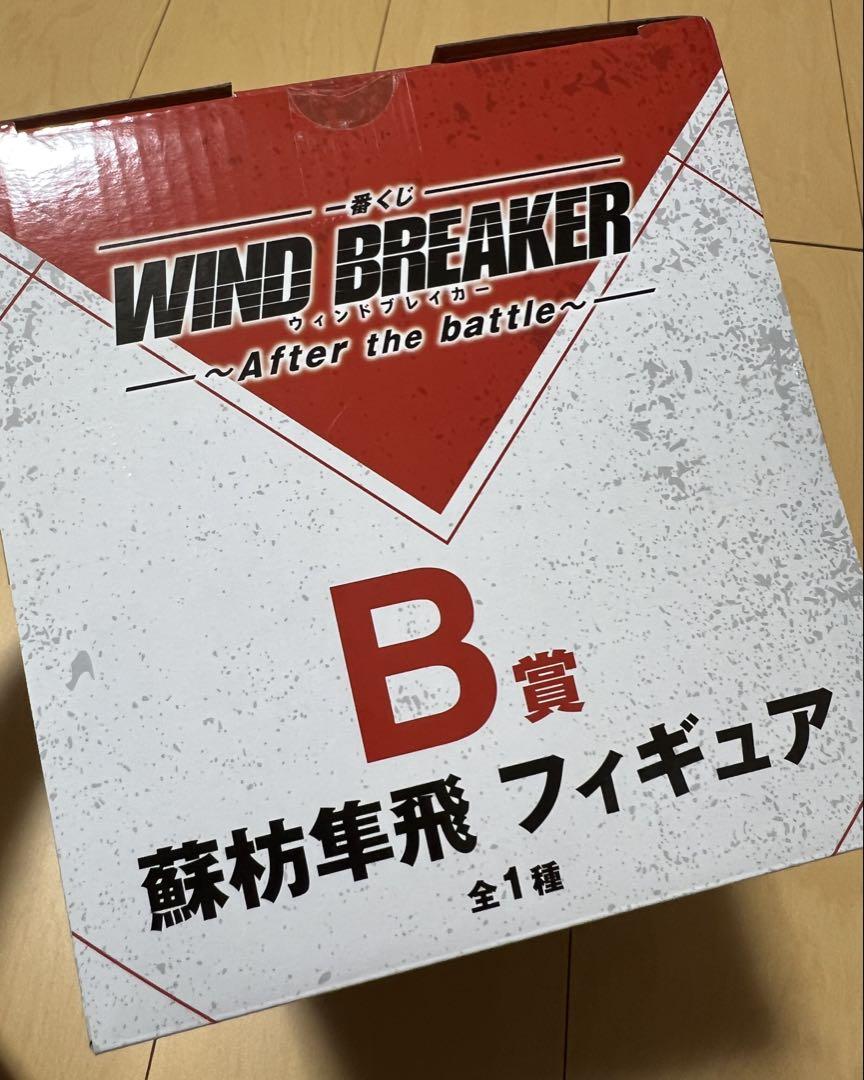 一番くじ
WIND BREAKER
ウィンドブレイカー
～After the battle～
B賞
蘇枋隼飛 フィギュア
全1種